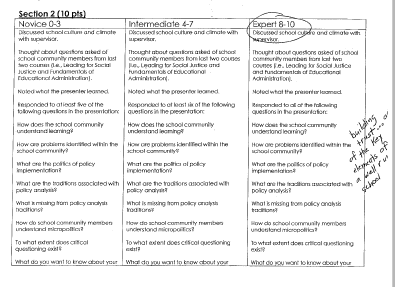 Section 2 (10 pts)
Novice 0-3
Discussed school culture and climate
with supervisor.
Thought about questions asked of
school community members from last
two courses (i.e., Leading for Social
Justice and Fundamentals of
Educational Administration).
Noted what the presenter learned.
Responded to at least five of the
following questions in the presentation:
How does the school community
understand learning?
How are problems identified within the
school community?
What are the politics of policy
implementation?
What are the traditions associated with
policy analysis?
What is missing from policy analysis
traditions?
How do school community members
understand micropolitics?
To what extent does critical questioning
exist?
What do you want to know about your
Intermediate 4-7
Discussed school culture and climate
with supervisor.
Thought about questions asked of
school community members from last two
courses (i.e., Leading for Social Justice
and Fundamentals of Educational
Administration).
Noted what the presenter learned.
Responded to at least six of the following
questions in the presentation:
How does the school community
understand learning?
How are problems identified within the
school community?
What are the politics of policy
implementation?
What are the traditions associated with
policy analysis?
What is missing from policy analysis
traditions?
How do school community members
understand micropolitics?
To what extent does critical questioning
exist?
What do you want to know about your
Expert 8-10
Discussed school culture and climate with
supervisor.
Thought about questions asked of school
community members from last two
courses (i.e., Leading for Social Justice
and Fundamentals of Educational
Administration).
Noted what the presenter learned.
Responded to all of the following
questions in the presentation:
How does the school community
understand learning?
How are problems identified within the
school community?
What are the politics of policy
implementation?
What are the traditions associated with
policy analysis?
What is missing from policy analysis
traditions?
How do school community members
understand micropolitics?
To what extent does critical questioning
exist?
What do you want to know about your
building
trust
of the key
elements of
a well run
school